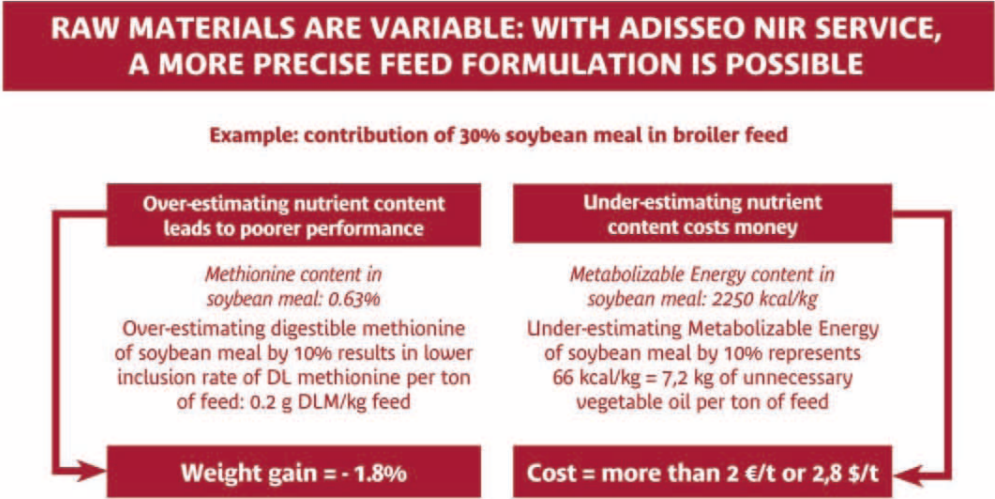 RAW MATERIALS ARE VARIABLE: WITH ADISSEO NIR SERVICE,
A MORE PRECISE FEED FORMULATION IS POSSIBLE
Example: contribution of 30% soybean meal in broiler feed
Over-estimating nutrient content
leads to poorer performance
Methionine content in
soybean meal: 0.63%
Over-estimating digestible methionine
of soybean meal by 10% results in lower
inclusion rate of DL methionine per ton
of feed: 0.2 g DLM/kg feed
Weight gain = - 1.8%
Under-estimating nutrient
content costs money
Metabolizable Energy content in
soybean meal: 2250 kcal/kg
Under-estimating Metabolizable Energy
of soybean meal by 10% represents
66 kcal/kg = 7,2 kg of unnecessary
vegetable oil per ton of feed
Cost = more than 2 €/t or 2,8 $/t